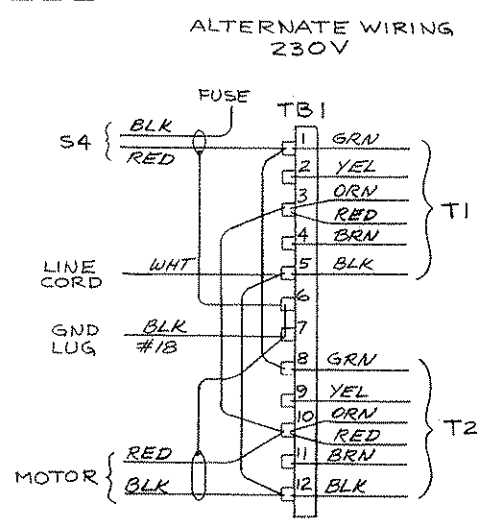 ALTERNATE WIRING
230V
FUSE
TB1
S4
BLK
RED
1 GRN
2 YEL
3 ORN
RED
4 BRN
5 BLK
T1
LINE
CORD
WHT
6
7
GND
LUG
BLK
#18
8 GRN
9 YEL
10 ORN
RED
11 BRN
12 BLK
T2
MOTOR
RED
BLK